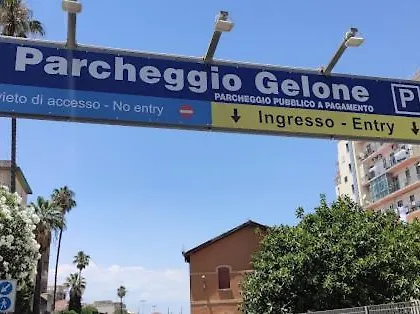 Parcheggio Gelone
PARCHEGGIO PUBBLICO A PAGAMENTO
P
vieto di accesso - No entry
Ingresso - Entry